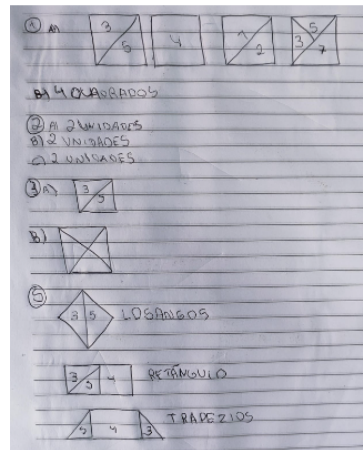 ① A)
3 5 4 1 2 3 5 7
B) 4 QUADRADOS
② A) 2 UNIDADES
B) 2 UNIDADES
C) 2 UNIDADES
③ A) 3 5
B)
⑤
3 5 LOSANGOS
3 5 4 RETÂNGULO
5 4 3 TRAPEZIOS